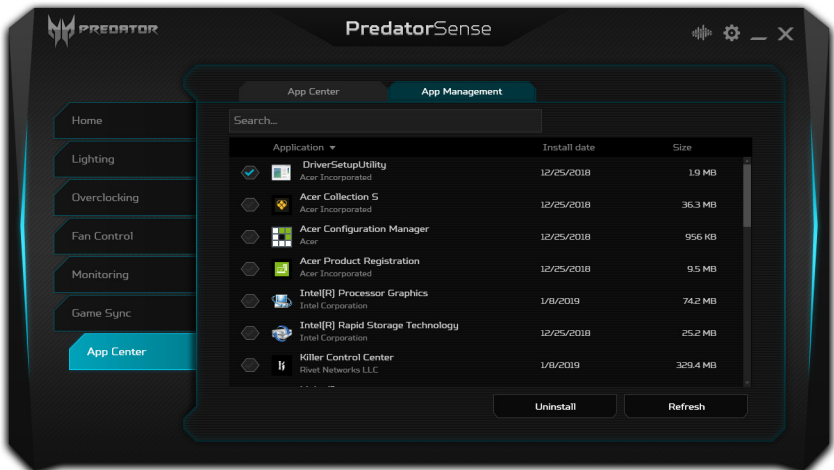 PREDATOR
PredatorSense
App Center
App Management
Home
Lighting
Overclocking
Fan Control
Monitoring
Game Sync
App Center
Search...
Application Install date Size
DriverSetupUtility
Acer Incorporated
12/25/2018 1.9 MB
Acer Collection S
Acer Incorporated
12/25/2018 36.3 MB
Acer Configuration Manager
Acer
12/25/2018 956 KB
Acer Product Registration
Acer Incorporated
12/25/2018 9.5 MB
Intel(R) Processor Graphics
Intel Corporation
1/8/2019 74.2 MB
Intel(R) Rapid Storage Technology
Intel Corporation
12/25/2018 25.2 MB
Killer Control Center
Rivet Networks LLC
1/8/2019 329.4 MB
Uninstall
Refresh